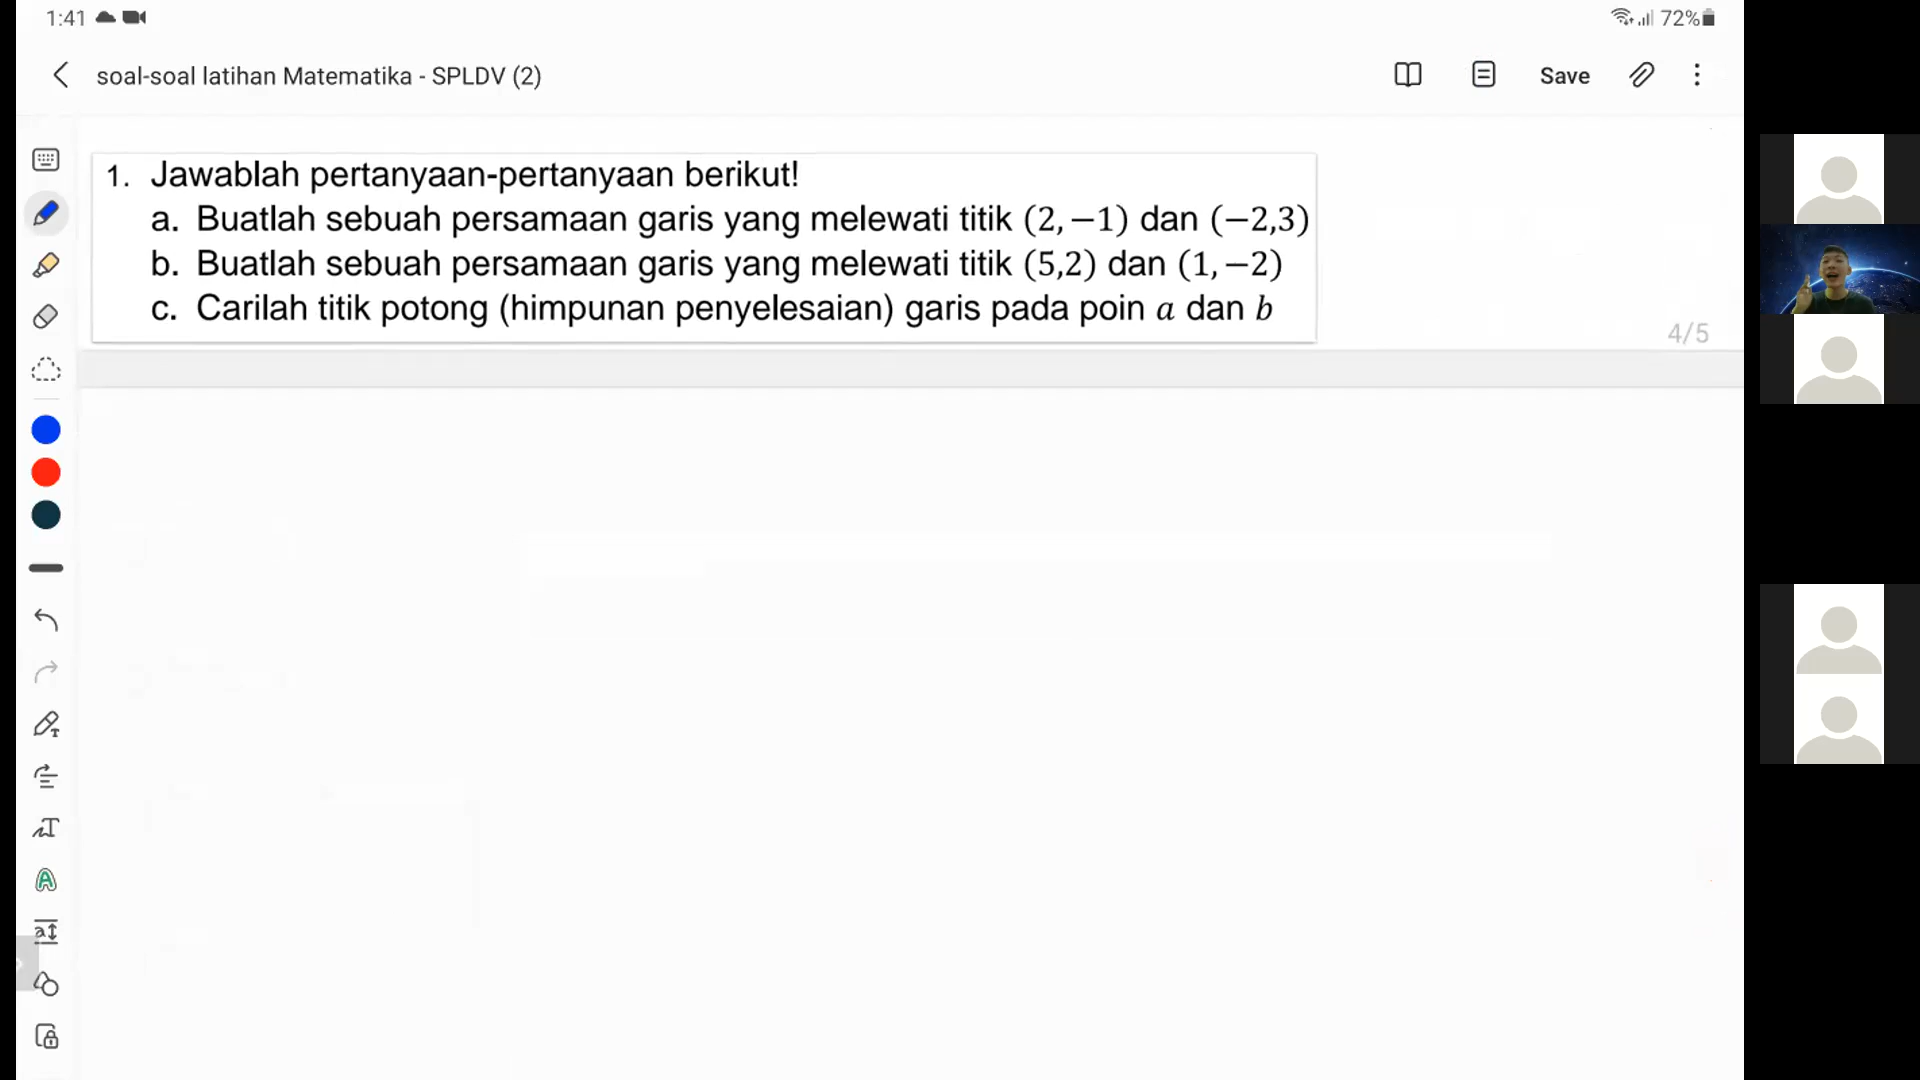 1:41
72%
soal-soal latihan Matematika - SPLDV (2)
Save
1. Jawablah pertanyaan-pertanyaan berikut!
a. Buatlah sebuah persamaan garis yang melewati titik (2, −1) dan (−2,3)
b. Buatlah sebuah persamaan garis yang melewati titik (5,2) dan (1, −2)
c. Carilah titik potong (himpunan penyelesaian) garis pada poin a dan b
4/5